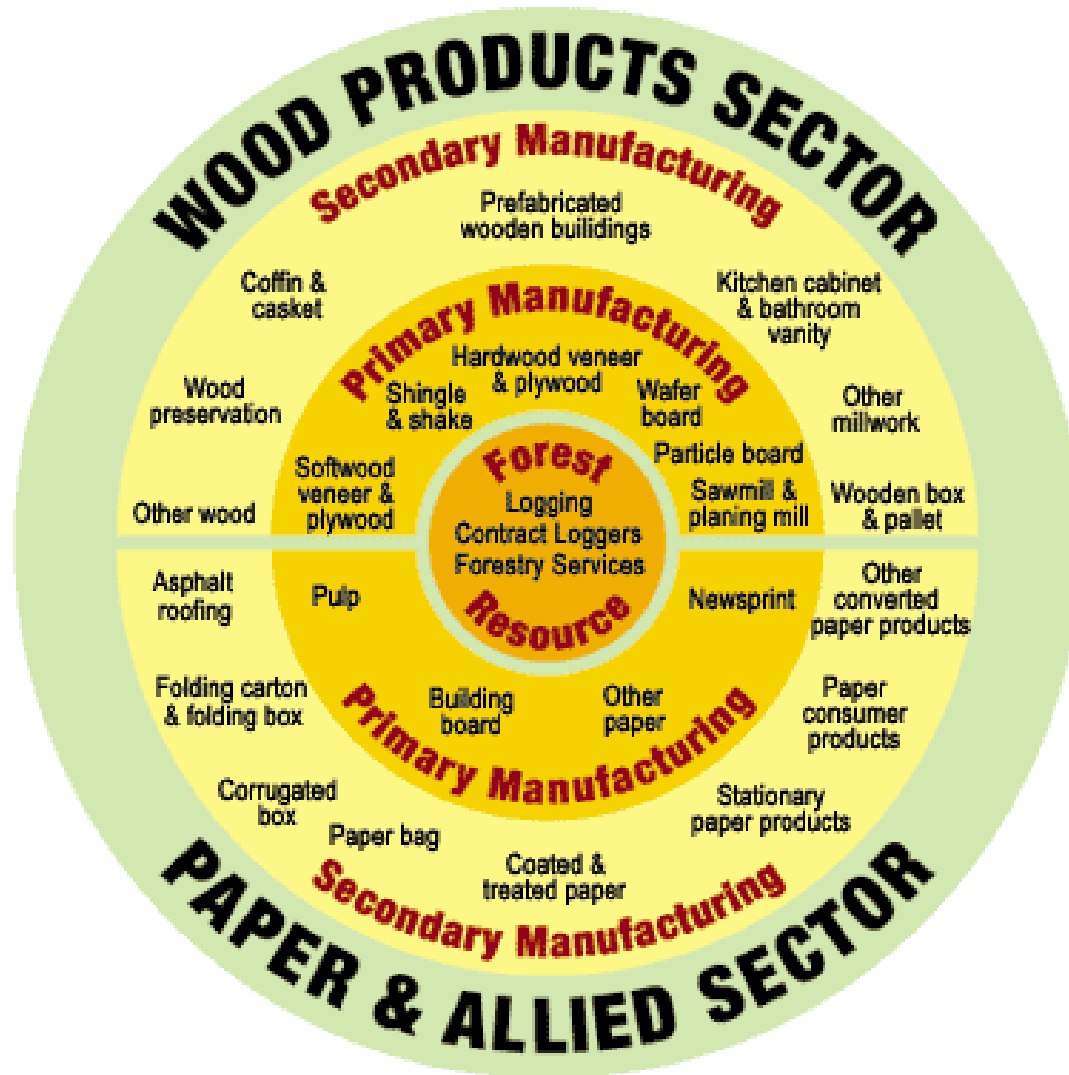 WOOD PRODUCTS SECTOR
Secondary Manufacturing
Prefabricated
wooden builidings
Coffin &
casket
Kitchen cabinet
& bathroom
vanity
Wood
preservation
Other
millwork
Other wood
Wooden box
& pallet
Primary Manufacturing
Hardwood veneer
& plywood
Shingle
& shake
Wafer
board
Particle board
Softwood
veneer &
plywood
Sawmill &
planing mill
Forest
Logging
Contract Loggers
Forestry Services
Resource
Pulp
Newsprint
Building
board
Other
paper
Primary Manufacturing
Asphalt
roofing
Other
converted
paper products
Folding carton
& folding box
Paper
consumer
products
Corrugated
box
Stationary
paper products
Paper bag
Coated &
treated paper
Secondary Manufacturing
PAPER & ALLIED SECTOR